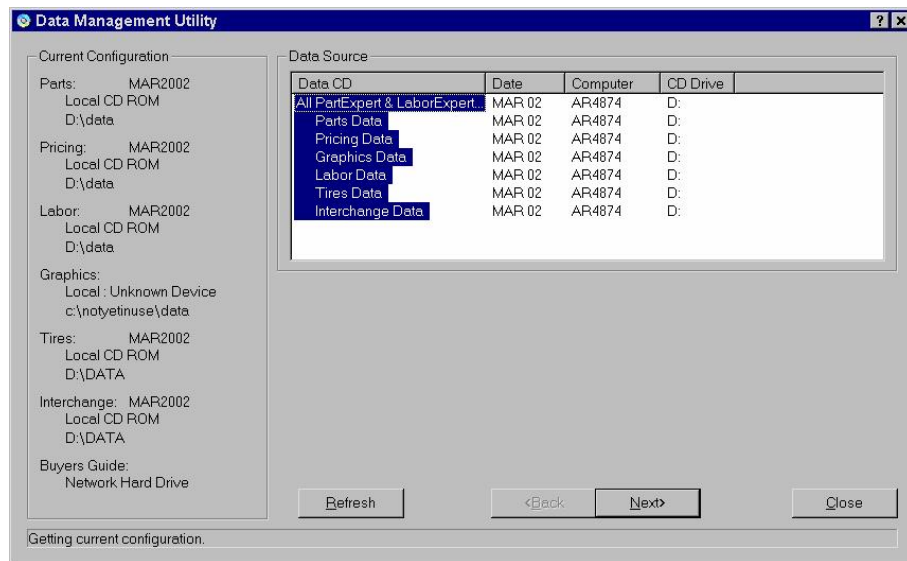 Data Management Utility
Current Configuration
Parts: MAR2002
Local CD ROM
D:\data
Pricing: MAR2002
Local CD ROM
D:\data
Labor: MAR2002
Local CD ROM
D:\data
Graphics:
Local : Unknown Device
c:\notyetinuse\data
Tires: MAR2002
Local CD ROM
D:\DATA
Interchange: MAR2002
Local CD ROM
D:\DATA
Buyers Guide:
Network Hard Drive
Data Source
Data CD Date Computer CD Drive
All PartExpert & LaborExpert... MAR 02 AR4874 D:
Parts Data MAR 02 AR4874 D:
Pricing Data MAR 02 AR4874 D:
Graphics Data MAR 02 AR4874 D:
Labor Data MAR 02 AR4874 D:
Tires Data MAR 02 AR4874 D:
Interchange Data MAR 02 AR4874 D:
Refresh <Back Next> Close
Getting current configuration.